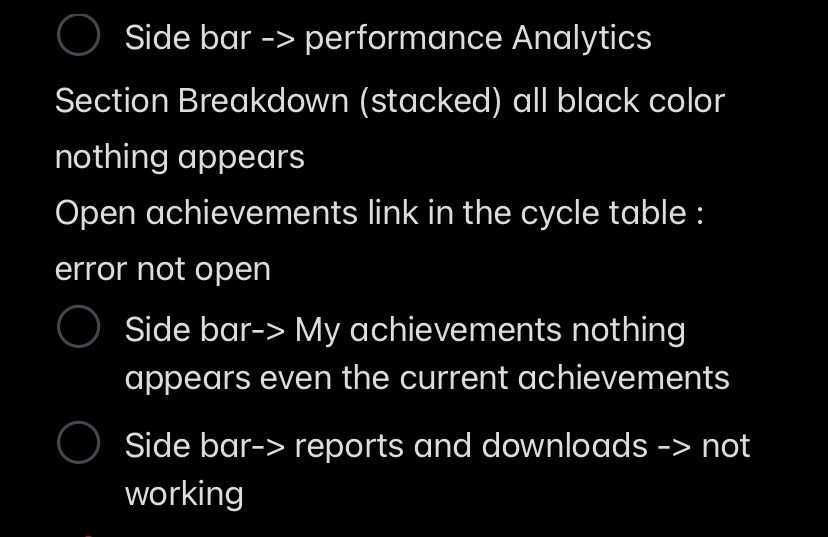 Side bar -> performance Analytics
Section Breakdown (stacked) all black color
nothing appears
Open achievements link in the cycle table :
error not open
Side bar-> My achievements nothing
appears even the current achievements
Side bar-> reports and downloads -> not
working